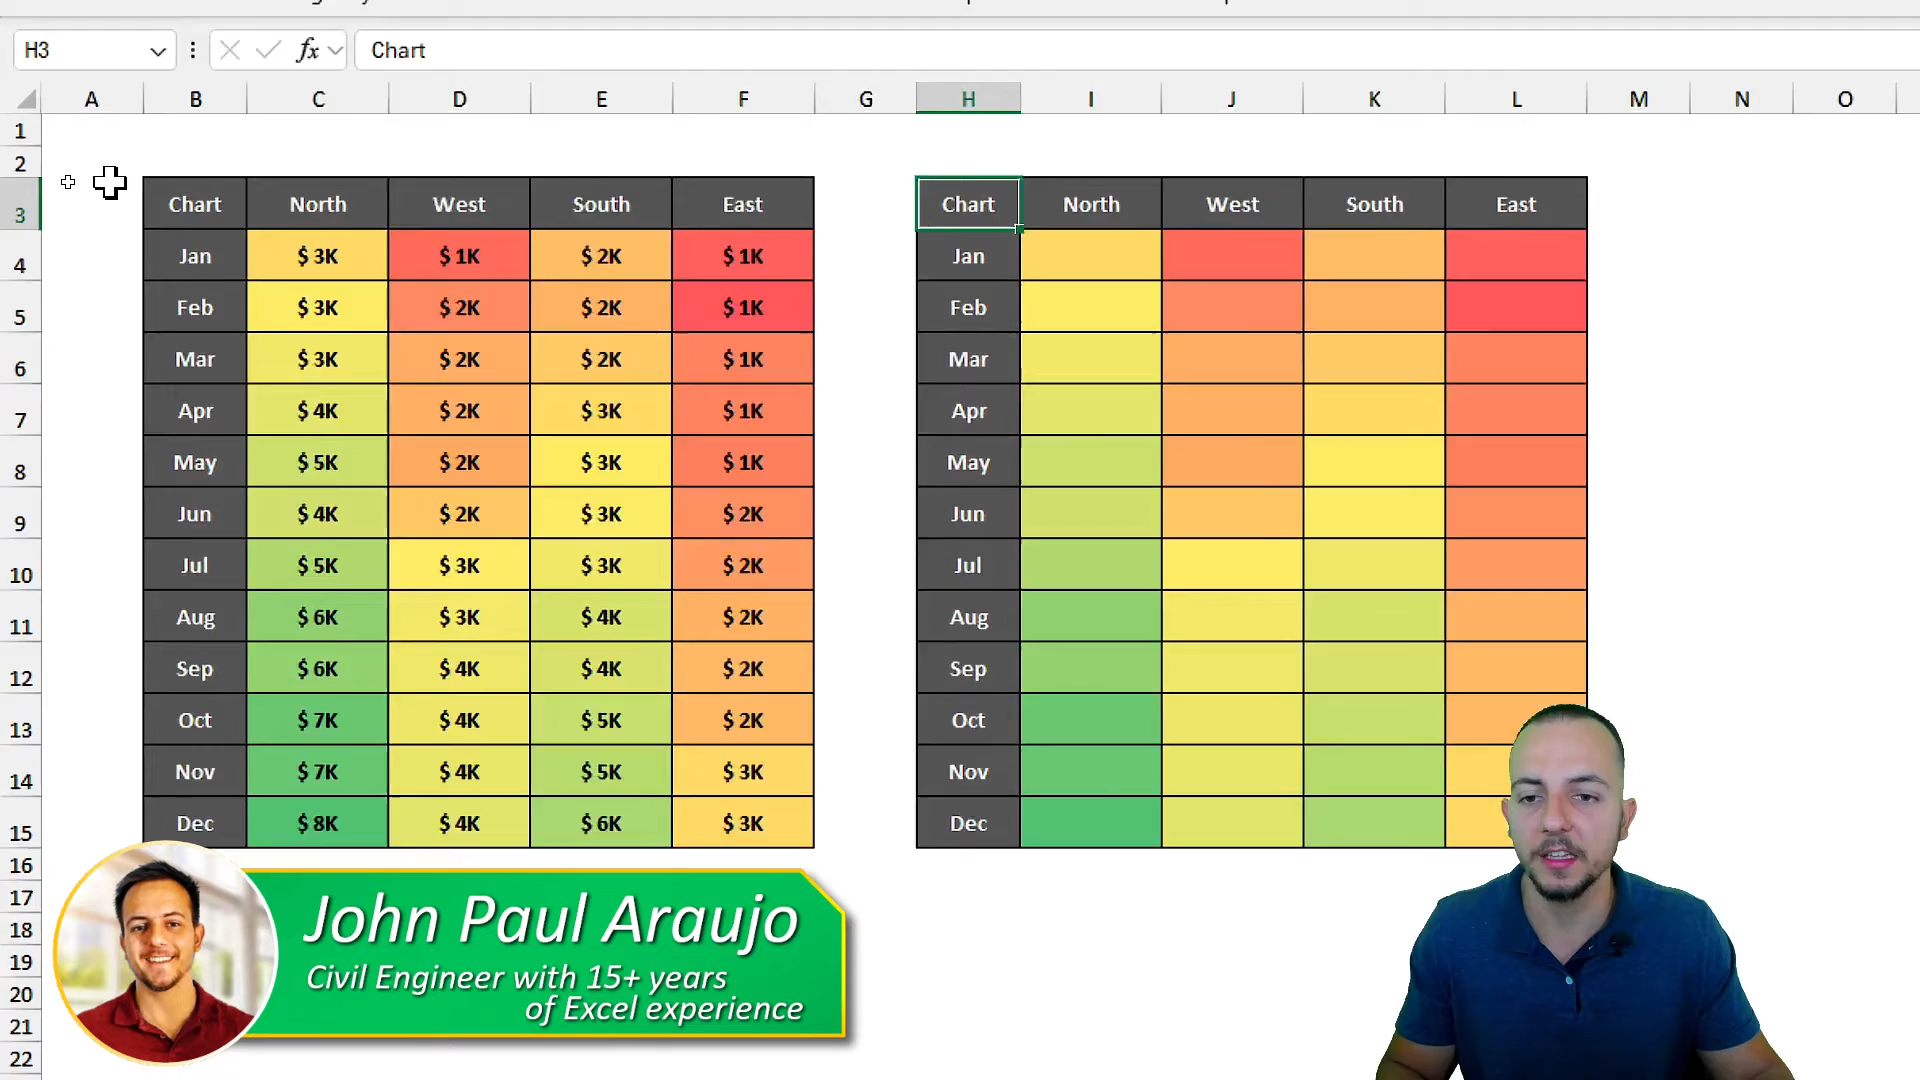 H3 fx Chart
A B C D E F G H I J K L M N O
1
2
3 Chart North West South East Chart North West South East
4 Jan $ 3K $ 1K $ 2K $ 1K Jan
5 Feb $ 3K $ 2K $ 2K $ 1K Feb
6 Mar $ 3K $ 2K $ 2K $ 1K Mar
7 Apr $ 4K $ 2K $ 3K $ 1K Apr
8 May $ 5K $ 2K $ 3K $ 1K May
9 Jun $ 4K $ 2K $ 3K $ 2K Jun
10 Jul $ 5K $ 3K $ 3K $ 2K Jul
11 Aug $ 6K $ 3K $ 4K $ 2K Aug
12 Sep $ 6K $ 4K $ 4K $ 2K Sep
13 Oct $ 7K $ 4K $ 5K $ 2K Oct
14 Nov $ 7K $ 4K $ 5K $ 3K Nov
15 Dec $ 8K $ 4K $ 6K $ 3K Dec
16
17
18
19
20
21
22
John Paul Araujo
Civil Engineer with 15+ years
of Excel experience